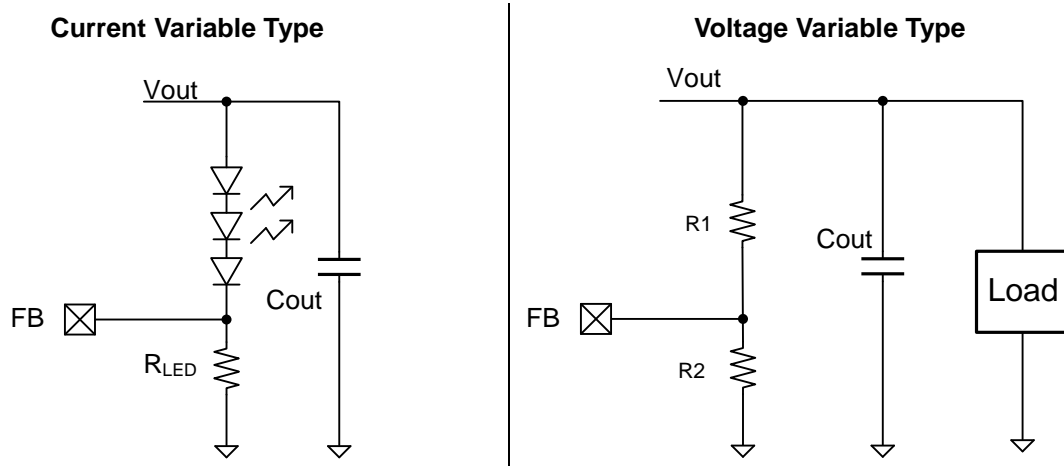 Current Variable Type
Vout
Cout
FB
RLED
Voltage Variable Type
Vout
R1
Cout
Load
FB
R2